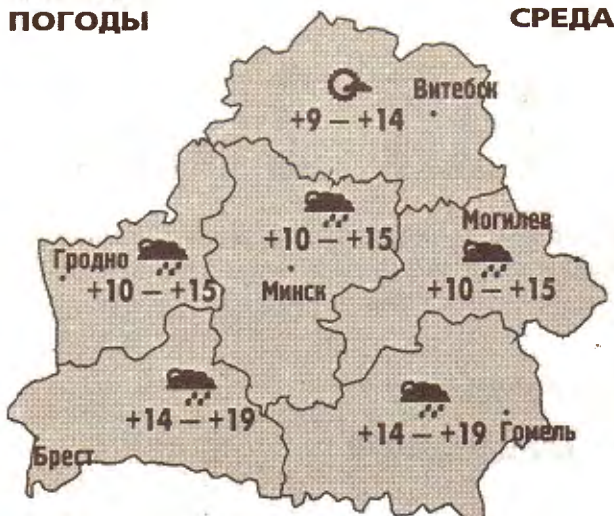 ПОГОДЫ
СРЕДА
Витебск
+9 – +14
Могилев
+10 – +15
Гродно
+10 – +15
Минск
+10 – +15
+14 – +19
+14 – +19
Гомель
Брест